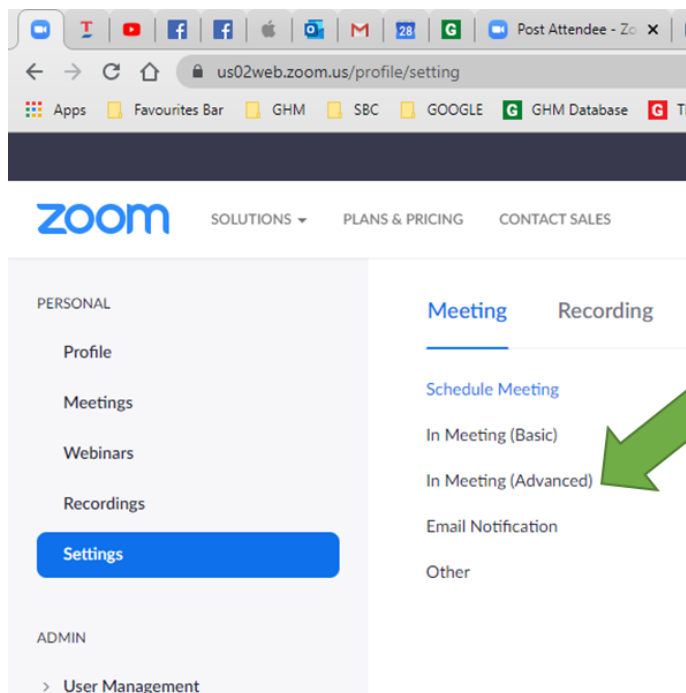 28 G Post Attendee - Zo
us02web.zoom.us/profile/setting
Apps Favourites Bar GHM SBC GOOGLE G GHM Database G
zoom SOLUTIONS PLANS & PRICING CONTACT SALES
PERSONAL
Profile
Meetings
Webinars
Recordings
Settings
ADMIN
User Management
Meeting Recording
Schedule Meeting
In Meeting (Basic)
In Meeting (Advanced)
Email Notification
Other